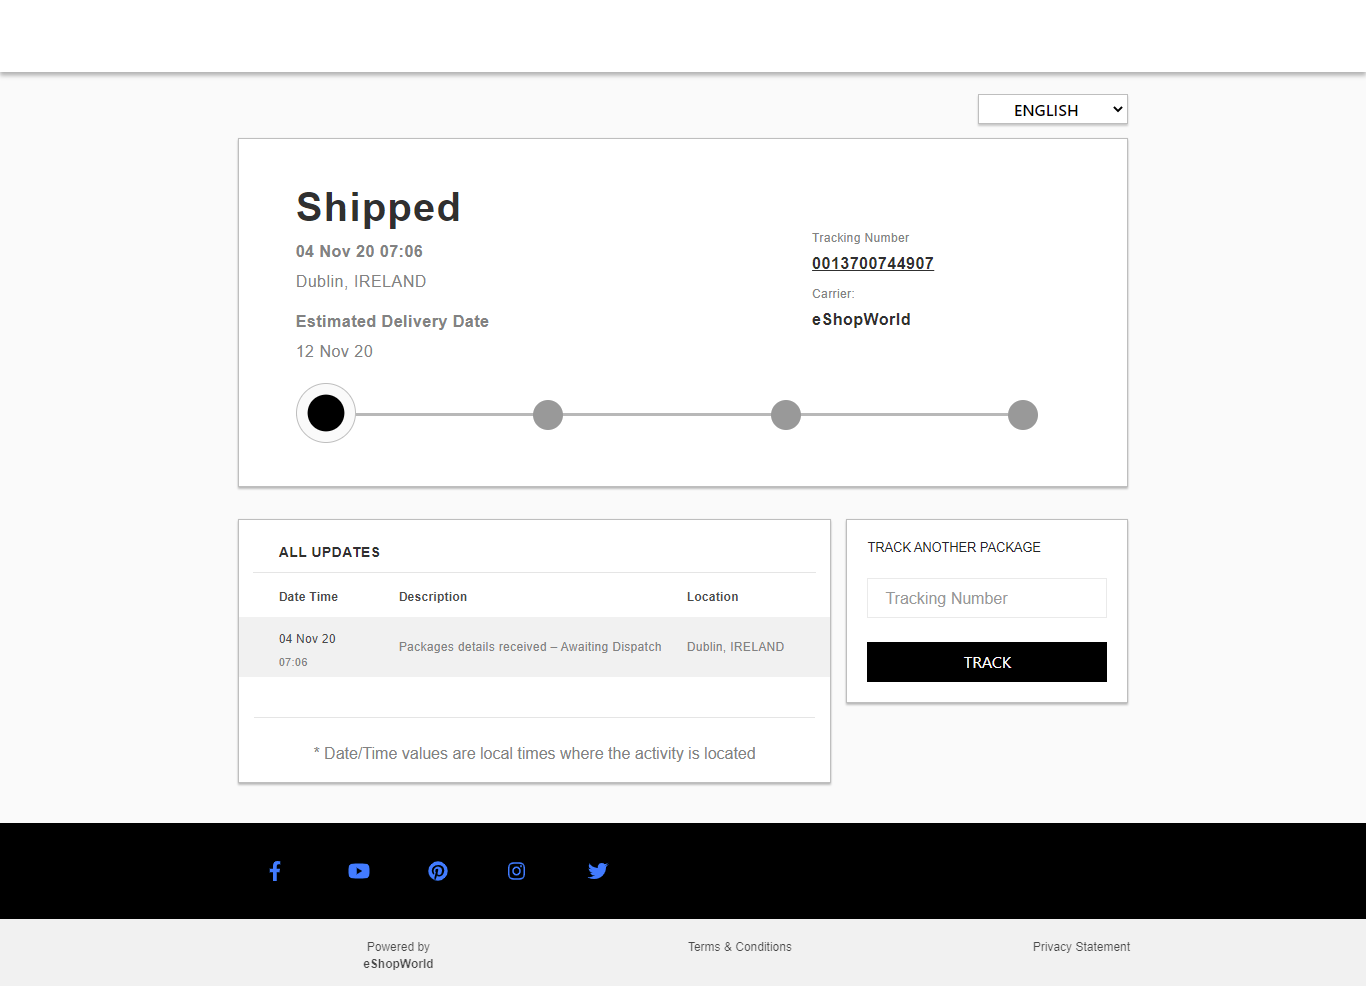 ENGLISH
Shipped
04 Nov 20 07:06
Dublin, IRELAND
Estimated Delivery Date
12 Nov 20
Tracking Number
0013700744907
Carrier:
eShopWorld
ALL UPDATES
Date Time Description Location
04 Nov 20
07:06
Packages details received – Awaiting Dispatch
Dublin, IRELAND
* Date/Time values are local times where the activity is located
TRACK ANOTHER PACKAGE
Tracking Number
TRACK
Powered by
eShopWorld
Terms & Conditions
Privacy Statement